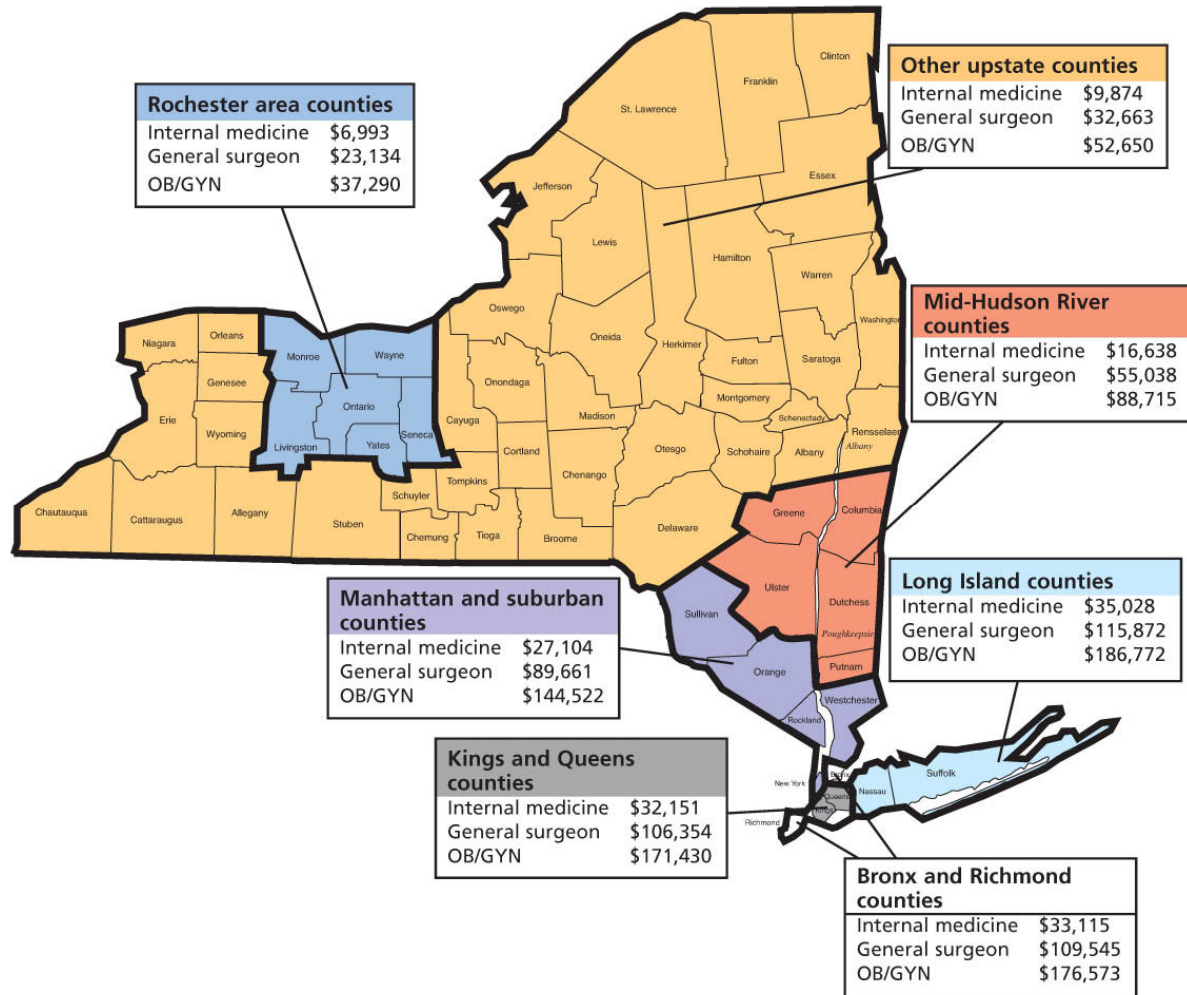 Rochester area counties
Internal medicine $6,993
General surgeon $23,134
OB/GYN $37,290
Other upstate counties
Internal medicine $9,874
General surgeon $32,663
OB/GYN $52,650
Mid-Hudson River
counties
Internal medicine $16,638
General surgeon $55,038
OB/GYN $88,715
Long Island counties
Internal medicine $35,028
General surgeon $115,872
OB/GYN $186,772
Manhattan and suburban
counties
Internal medicine $27,104
General surgeon $89,661
OB/GYN $144,522
Kings and Queens
counties
Internal medicine $32,151
General surgeon $106,354
OB/GYN $171,430
Bronx and Richmond
counties
Internal medicine $33,115
General surgeon $109,545
OB/GYN $176,573
Clinton
Franklin
St. Lawrence
Essex
Jefferson
Lewis
Hamilton
Warren
Washington
Oswego
Oneida
Herkimer
Fulton
Saratoga
Niagara
Orleans
Monroe
Wayne
Genesee
Ontario
Onondaga
Madison
Montgomery
Schenectady
Erie
Wyoming
Livingston
Yates
Seneca
Cayuga
Cortland
Chenango
Otsego
Schohaire
Albany
Rensselaer
Albany
Chautauqua
Cattaraugus
Allegany
Stuben
Schuyler
Tompkins
Chemung
Tioga
Broome
Delaware
Greene
Columbia
Ulster
Dutchess
Poughkeepsie
Putnam
Sullivan
Orange
Rockland
Westchester
New York
Bronx
Queens
Kings
Richmond
Nassau
Suffolk